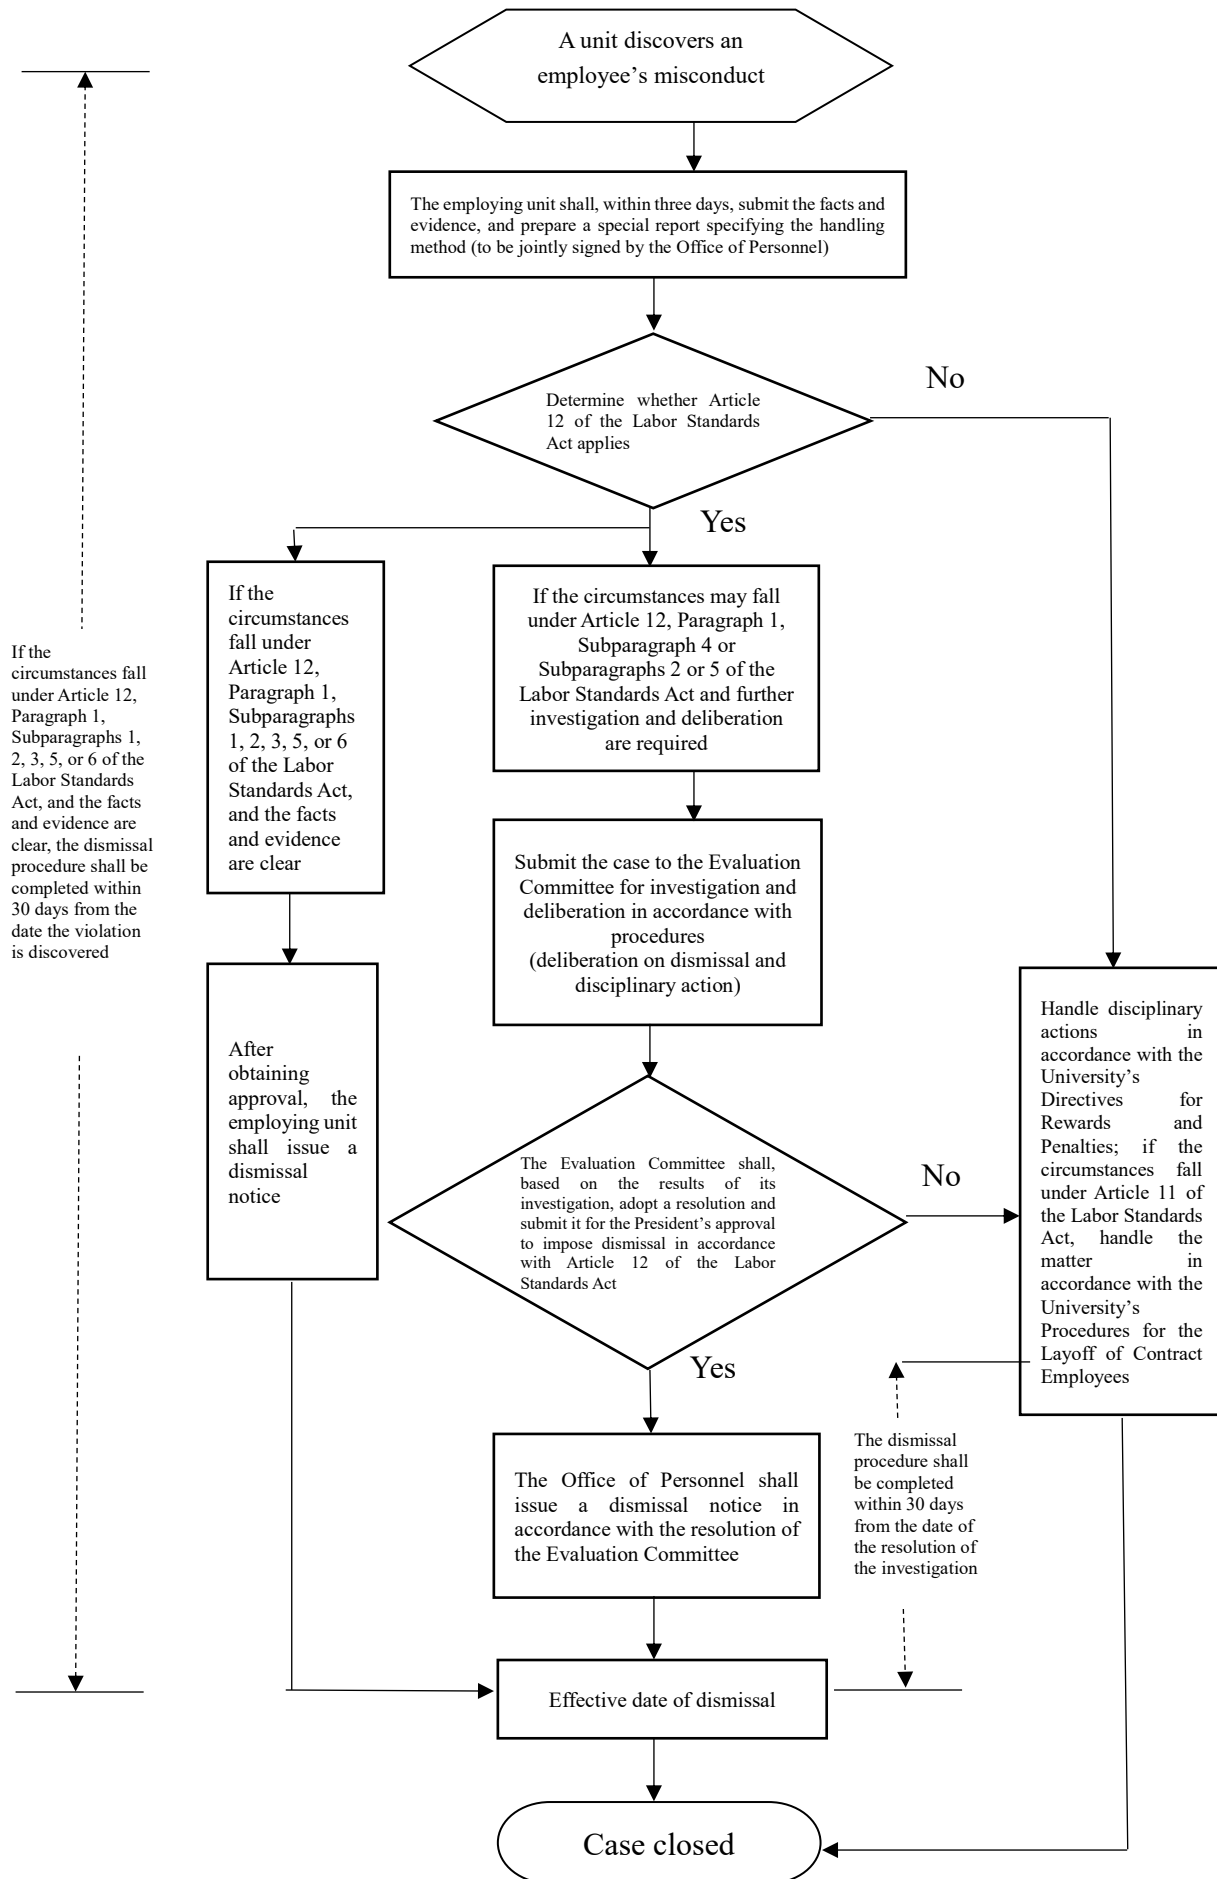 A unit discovers an
employee’s misconduct
The employing unit shall, within three days, submit the facts and
evidence, and prepare a special report specifying the handling
method (to be jointly signed by the Office of Personnel)
Determine whether Article
12 of the Labor Standards
Act applies
No
Yes
If the
circumstances fall
under Article 12,
Paragraph 1,
Subparagraphs 1,
2, 3, 5, or 6 of the
Labor Standards
Act, and the facts
and evidence are
clear, the dismissal
procedure shall be
completed within
30 days from the
date the violation
is discovered
If the
circumstances
fall under
Article 12,
Paragraph 1,
Subparagraphs
1, 2, 3, 5, or 6
of the Labor
Standards Act,
and the facts
and evidence
are clear
If the circumstances may fall
under Article 12, Paragraph 1,
Subparagraph 4 or
Subparagraphs 2 or 5 of the
Labor Standards Act and further
investigation and deliberation
are required
Submit the case to the Evaluation
Committee for investigation and
deliberation in accordance with
procedures
(deliberation on dismissal and
disciplinary action)
After
obtaining
approval, the
employing unit
shall issue a
dismissal
notice
The Evaluation Committee shall,
based on the results of its
investigation, adopt a resolution and
submit it for the President’s approval
to impose dismissal in accordance
with Article 12 of the Labor
Standards Act
No
Yes
Handle disciplinary
actions in
accordance with the
University’s
Directives for
Rewards and
Penalties; if the
circumstances fall
under Article 11 of
the Labor Standards
Act, handle the
matter in
accordance with the
University’s
Procedures for the
Layoff of Contract
Employees
The Office of Personnel shall
issue a dismissal notice in
accordance with the resolution of
the Evaluation Committee
The dismissal
procedure shall
be completed
within 30 days
from the date of
the resolution of
the investigation
Effective date of dismissal
Case closed